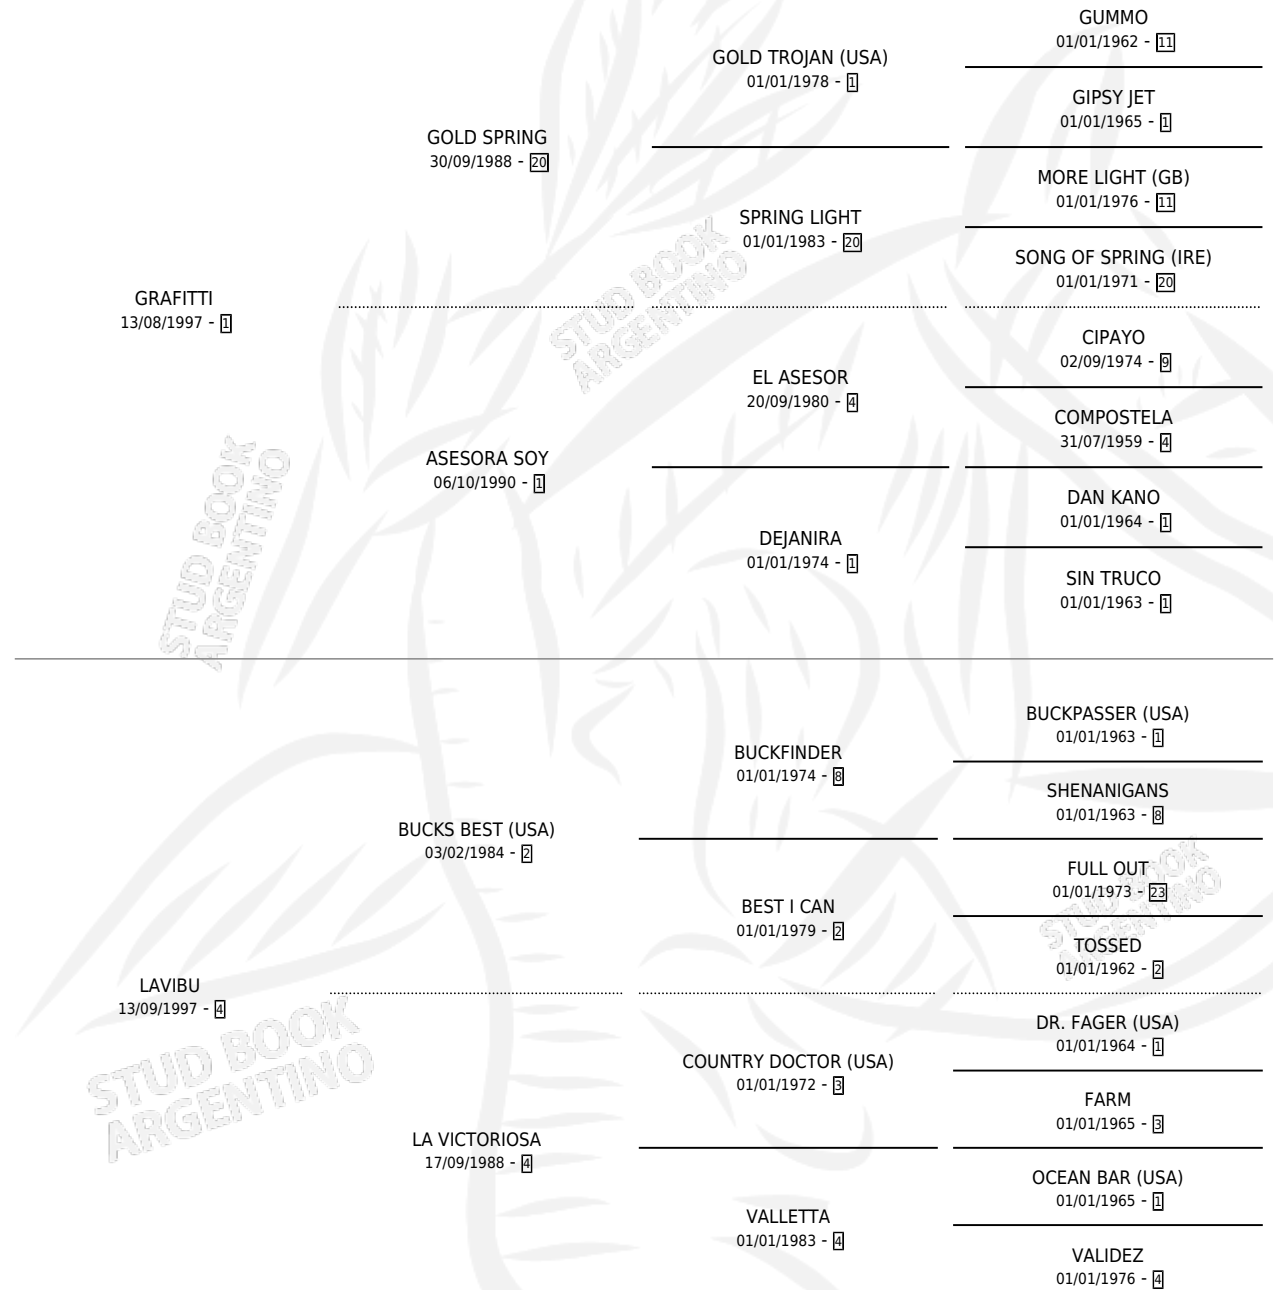 GUMMO
01/01/1962 - 11
GOLD TROJAN (USA)
01/01/1978 - 1
GIPSY JET
01/01/1965 - 1
GOLD SPRING
30/09/1988 - 20
MORE LIGHT (GB)
01/01/1976 - 11
SPRING LIGHT
01/01/1983 - 20
SONG OF SPRING (IRE)
01/01/1971 - 20
GRAFITTI
13/08/1997 - 1
STUD BOOK
ARGENTINO
CIPAYO
02/09/1974 - 9
EL ASESOR
20/09/1980 - 4
COMPOSTELA
31/07/1959 - 4
ASESORA SOY
06/10/1990 - 1
DAN KANO
01/01/1964 - 1
DEJANIRA
01/01/1974 - 1
SIN TRUCO
01/01/1963 - 1
STUD BOOK
ARGENTINO
BUCKPASSER (USA)
01/01/1963 - 1
BUCKFINDER
01/01/1974 - 8
SHENANIGANS
01/01/1963 - 8
BUCKS BEST (USA)
03/02/1984 - 2
FULL OUT
01/01/1973 - 23
BEST I CAN
01/01/1979 - 2
STUD BOOK
ARGENTINO
TOSSED
01/01/1962 - 2
LAVIBU
13/09/1997 - 4
STUD BOOK
ARGENTINO
DR. FAGER (USA)
01/01/1964 - 1
COUNTRY DOCTOR (USA)
01/01/1972 - 3
FARM
01/01/1965 - 3
LA VICTORIOSA
17/09/1988 - 4
OCEAN BAR (USA)
01/01/1965 - 1
VALLETTA
01/01/1983 - 4
VALIDEZ
01/01/1976 - 4